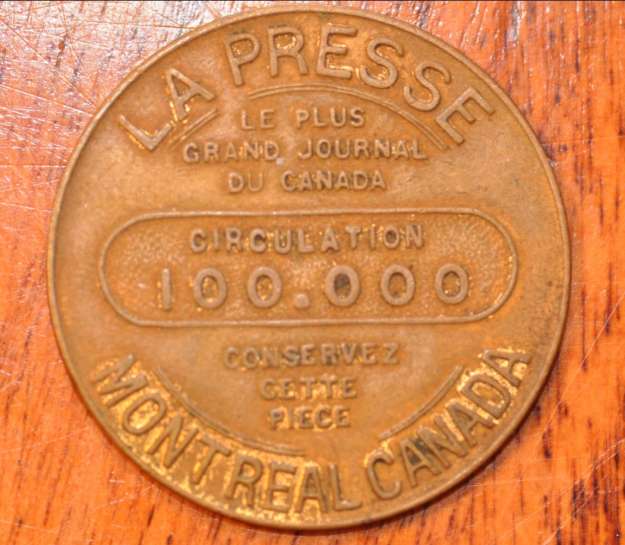 LA PRESSE
LE PLUS
GRAND JOURNAL
DU CANADA
CIRCULATION
100.000
CONSERVEZ
CETTE
PIECE
MONTREAL CANADA